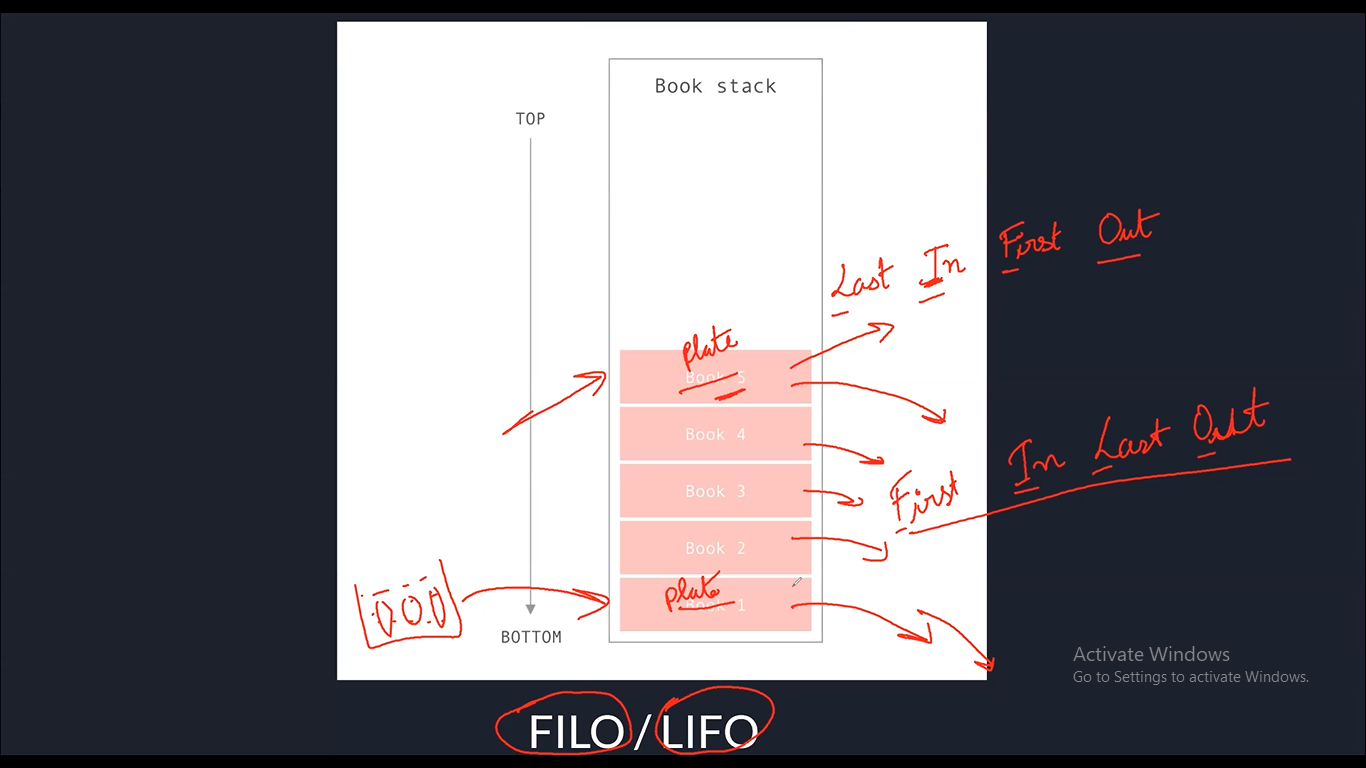 Book stack
TOP
Last In First Out
plate
Book 5
Book 4
First In Last Out
Book 3
Book 2
plate
Book 1
BOTTOM
Activate Windows
Go to Settings to activate Windows.
FILO / LIFO